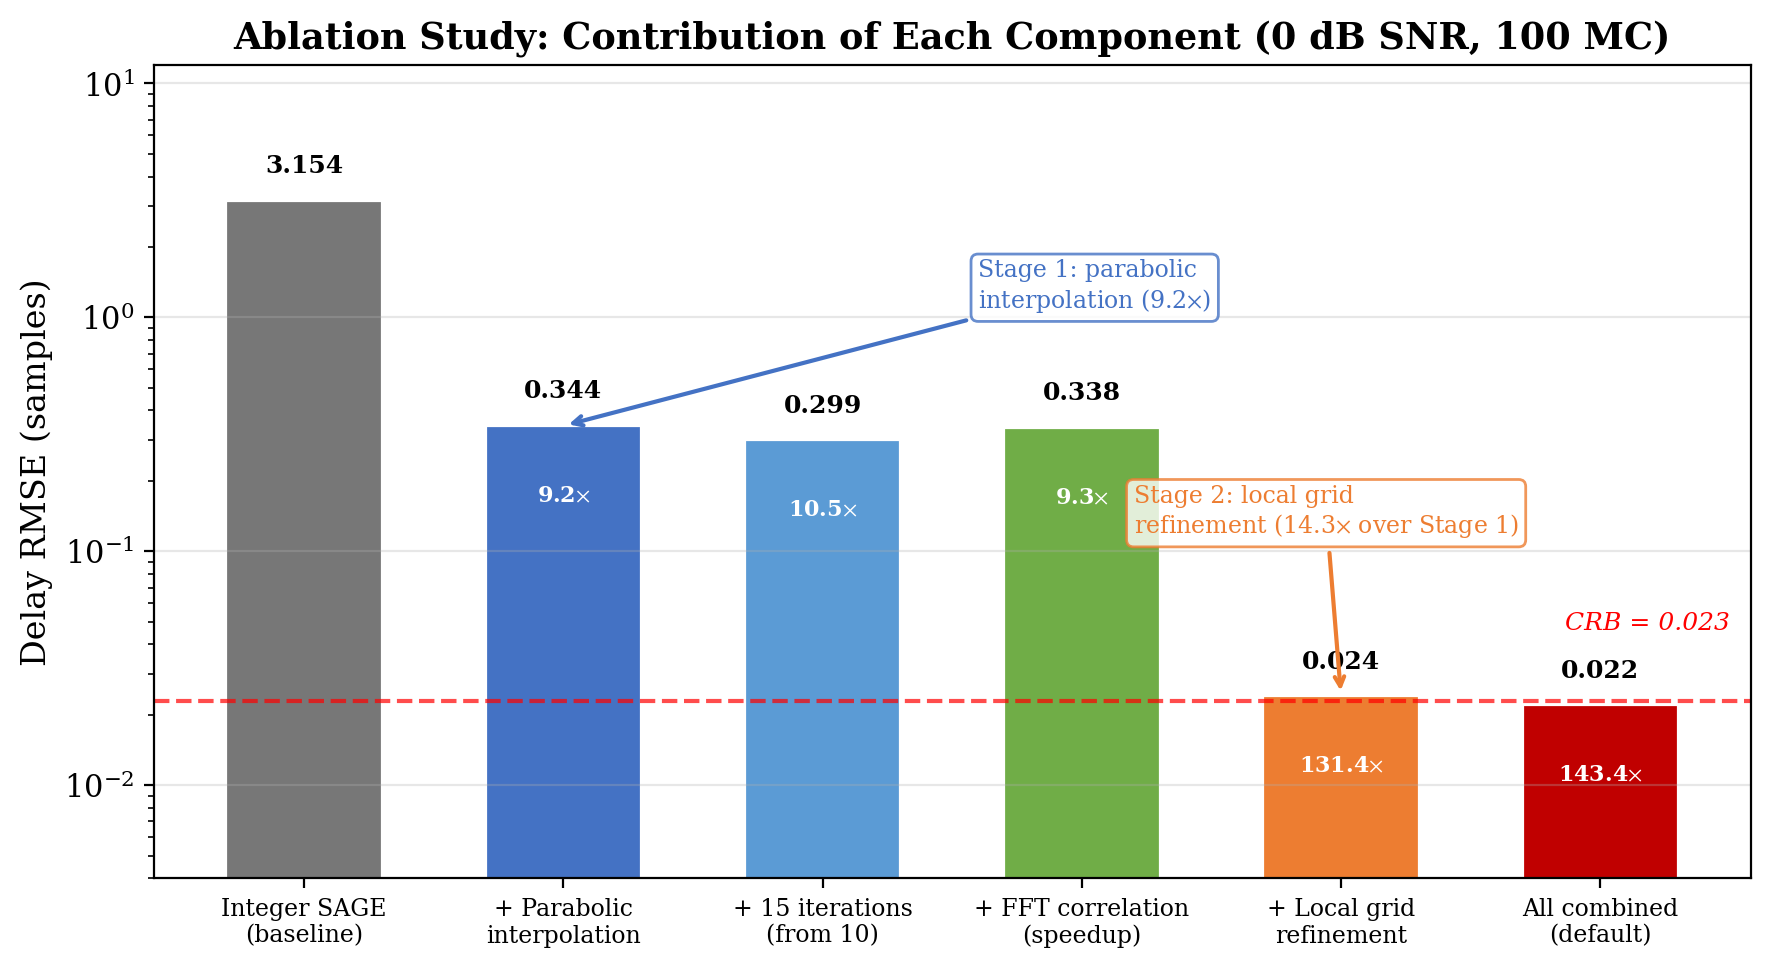 Ablation Study: Contribution of Each Component (0 dB SNR, 100 MC)
Delay RMSE (samples)
10¹
10⁰
10⁻¹
10⁻²
3.154
0.344
0.299
0.338
0.024
0.022
9.2×
10.5×
9.3×
131.4×
143.4×
Stage 1: parabolic
interpolation (9.2×)
Stage 2: local grid
refinement (14.3× over Stage 1)
CRB = 0.023
Integer SAGE
(baseline)
+ Parabolic
interpolation
+ 15 iterations
(from 10)
+ FFT correlation
(speedup)
+ Local grid
refinement
All combined
(default)